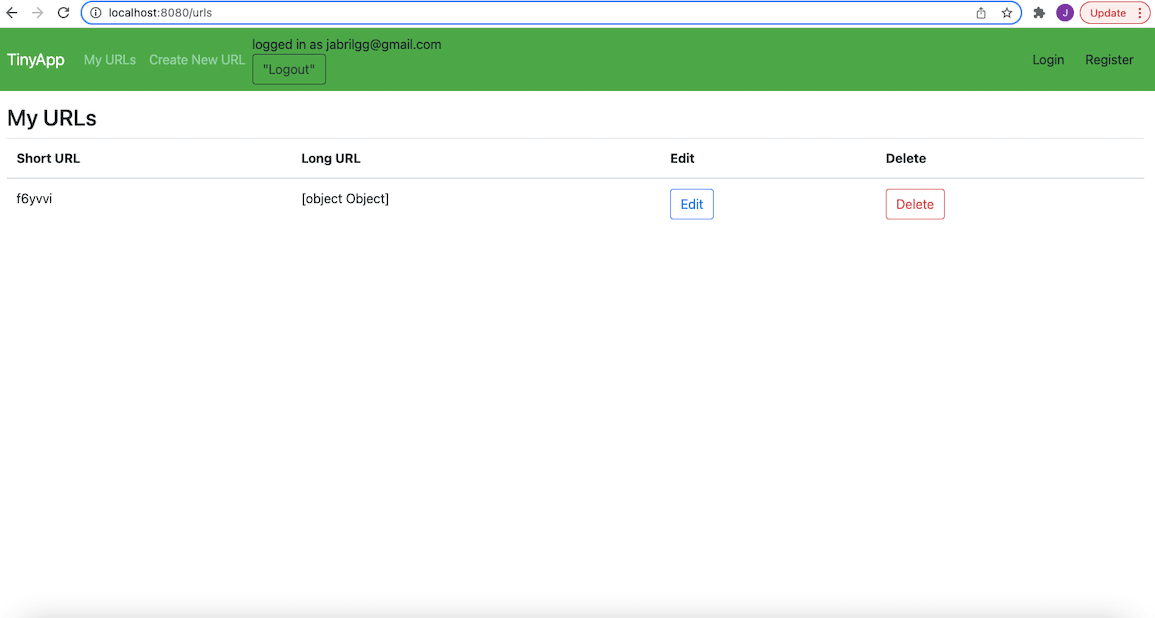 localhost:8080/urls
J
Update
TinyApp
My URLs
Create New URL
logged in as jabrilgg@gmail.com
"Logout"
Login
Register
My URLs
Short URL Long URL Edit Delete
f6yvvi [object Object] Edit Delete